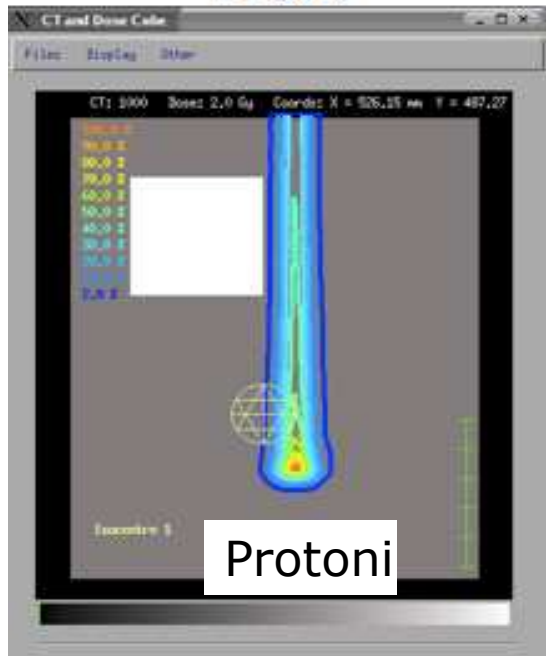 CT and Dose Cube
Files Display Other
CT: 1000 Dose: 2.0 Gy Coords: X = 526.15 mm Y = 487.27
100.0 %
90.0 %
80.0 %
70.0 %
60.0 %
50.0 %
40.0 %
30.0 %
20.0 %
2.0 %
Isocentre 1
Protoni